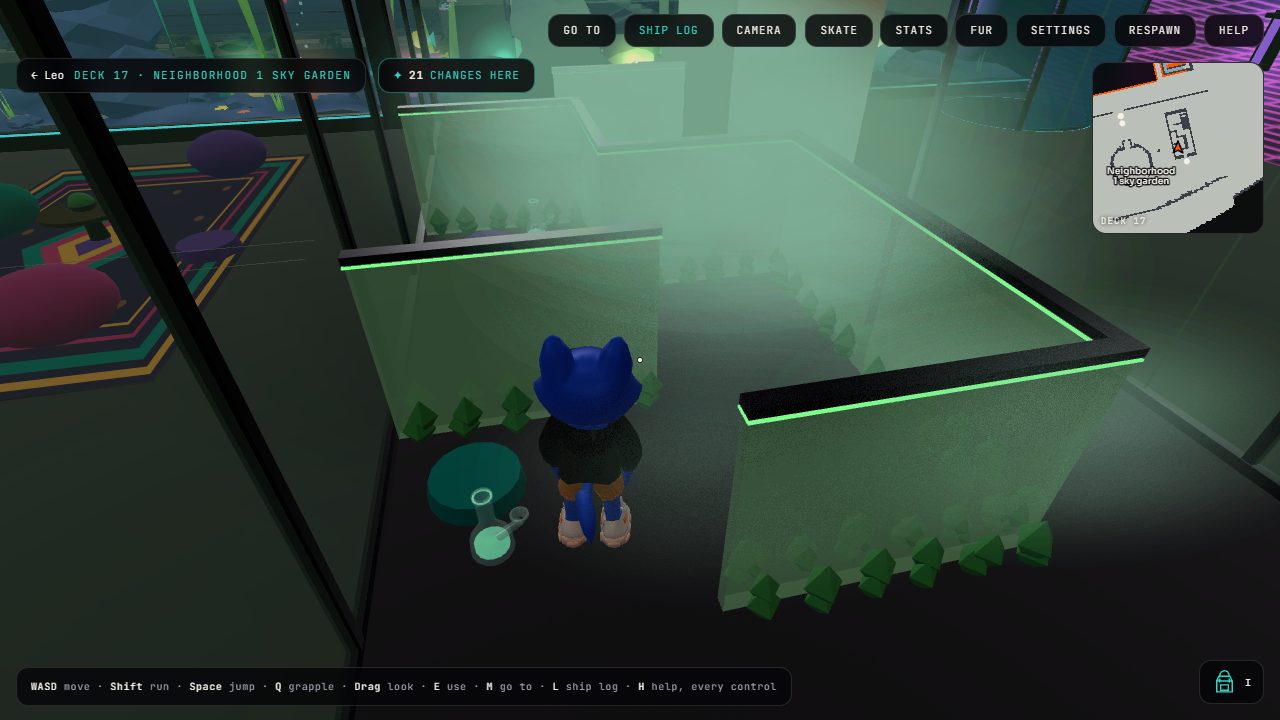 GO TO
SHIP LOG
CAMERA
SKATE
STATS
FUR
SETTINGS
RESPAWN
HELP
← Leo DECK 17 · NEIGHBORHOOD 1 SKY GARDEN
✦ 21 CHANGES HERE
Neighborhood
1 sky garden
DECK 17
WASD move · Shift run · Space jump · Q grapple · Drag look · E use · M go to · L ship log · H help, every control
I